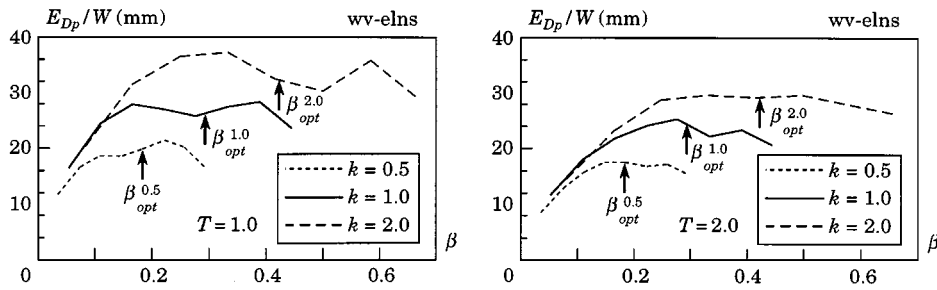 E_Dp / W (mm)
wv-elns
40
30
20
10
0
β_opt^2.0
β_opt^1.0
β_opt^0.5
k = 0.5
k = 1.0
k = 2.0
T = 1.0
β
0.2
0.4
0.6
E_Dp / W (mm)
wv-elns
40
30
20
10
0
β_opt^2.0
β_opt^1.0
β_opt^0.5
k = 0.5
k = 1.0
k = 2.0
T = 2.0
β
0.2
0.4
0.6